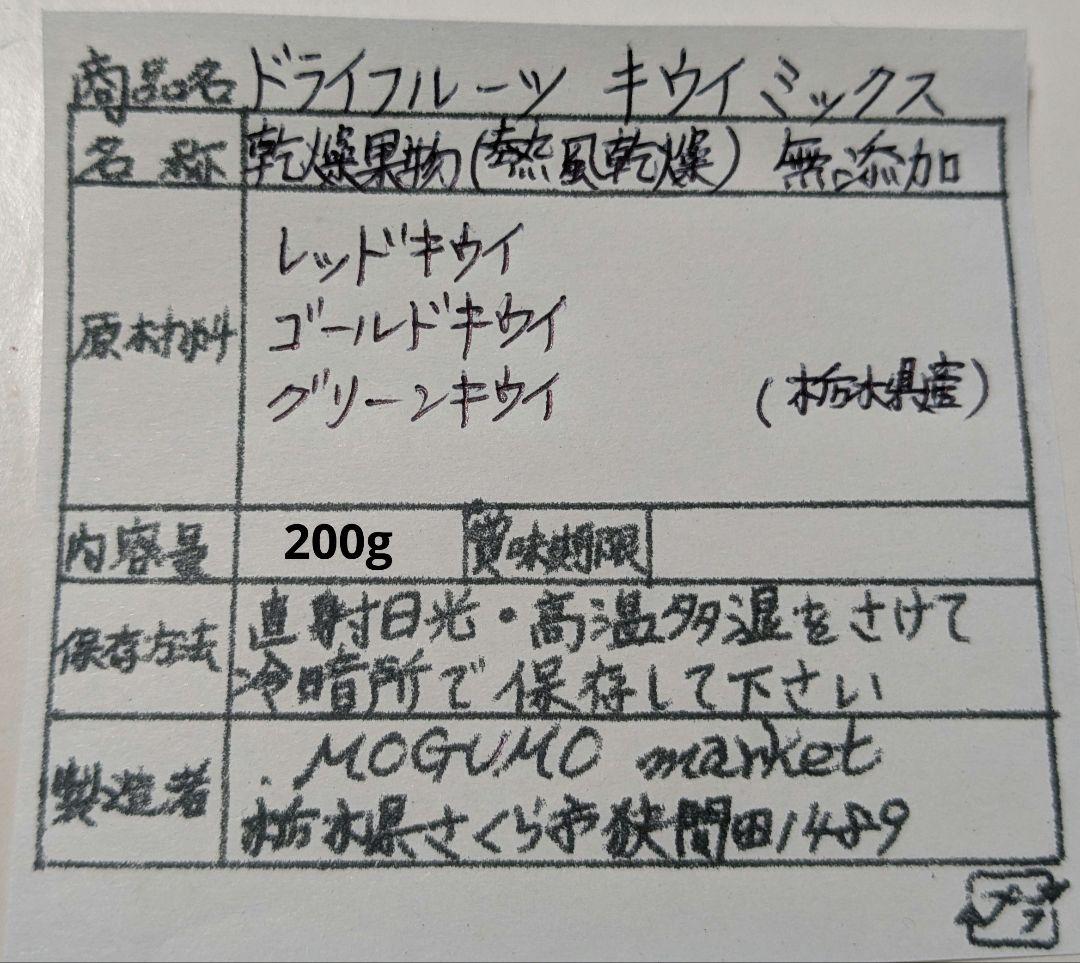 商品名 ドライフルーツ キウイミックス
名称 乾燥果物(熱風乾燥) 無添加
原材料
レッドキウイ
ゴールドキウイ
グリーンキウイ (栃木県産)
内容量 200g 賞味期限
保存方法
直射日光・高温多湿をさけて
冷暗所で保存して下さい
製造者
MOGUMO market
栃木県さくら市狭間田1489
プラ